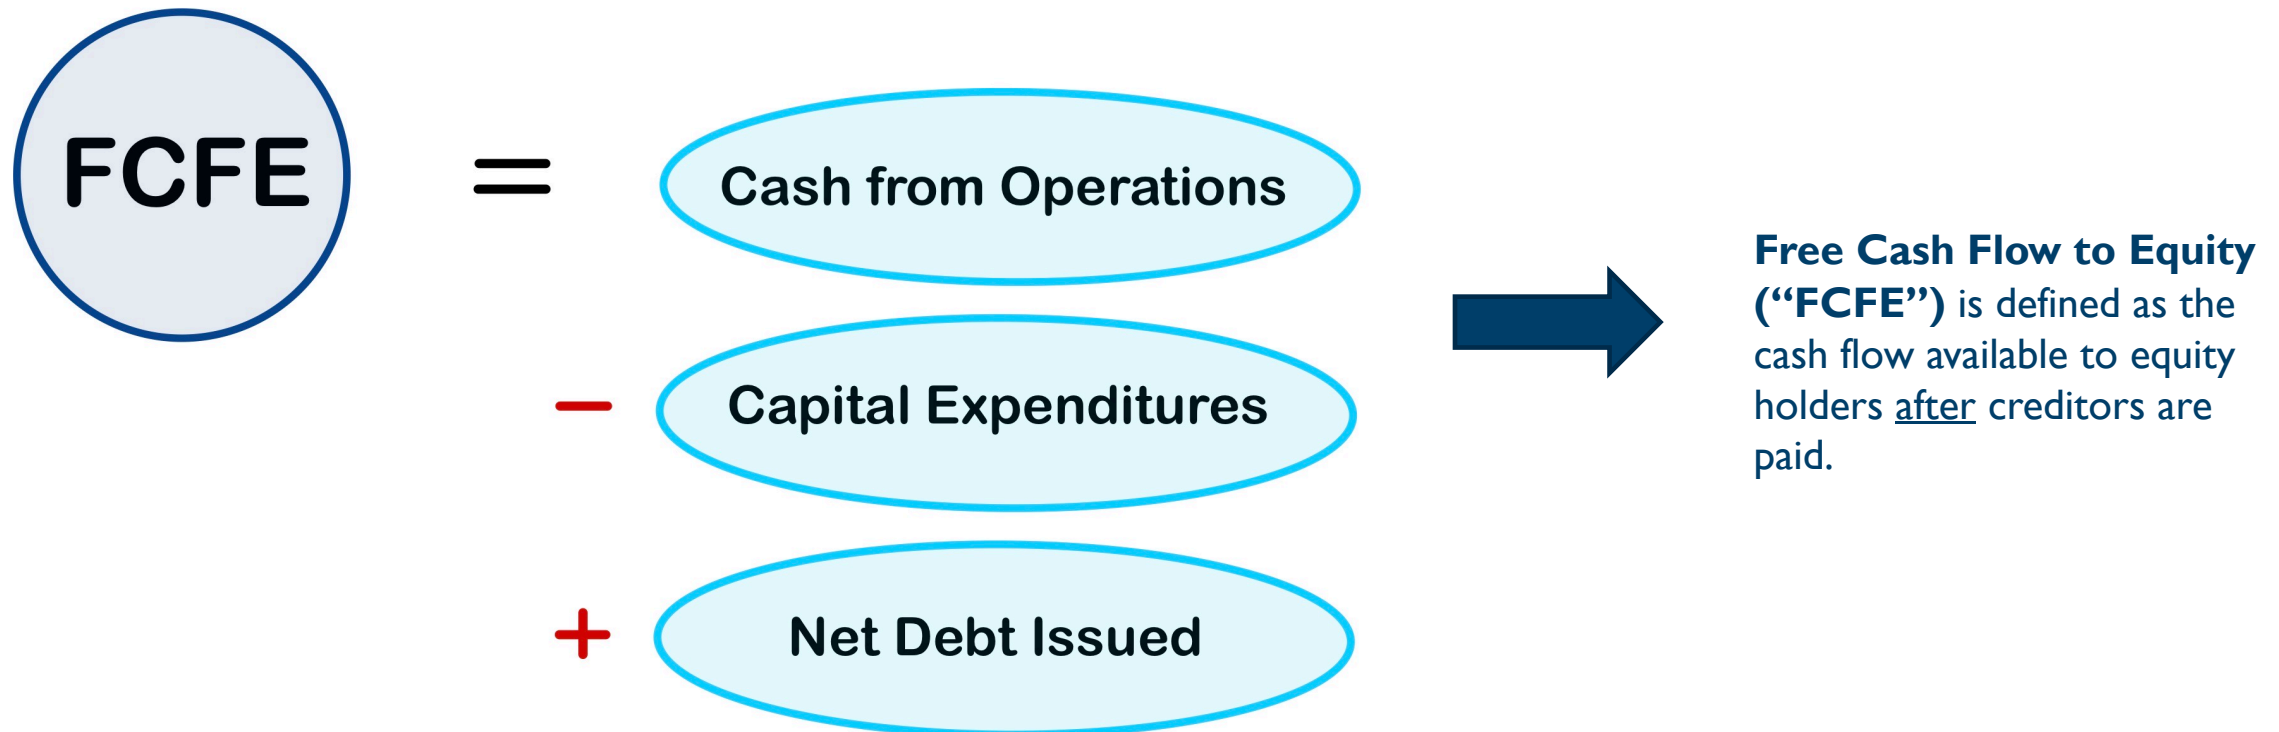 FCFE
=
Cash from Operations
− Capital Expenditures
+ Net Debt Issued
Free Cash Flow to Equity
(“FCFE”) is defined as the
cash flow available to equity
holders after creditors are
paid.